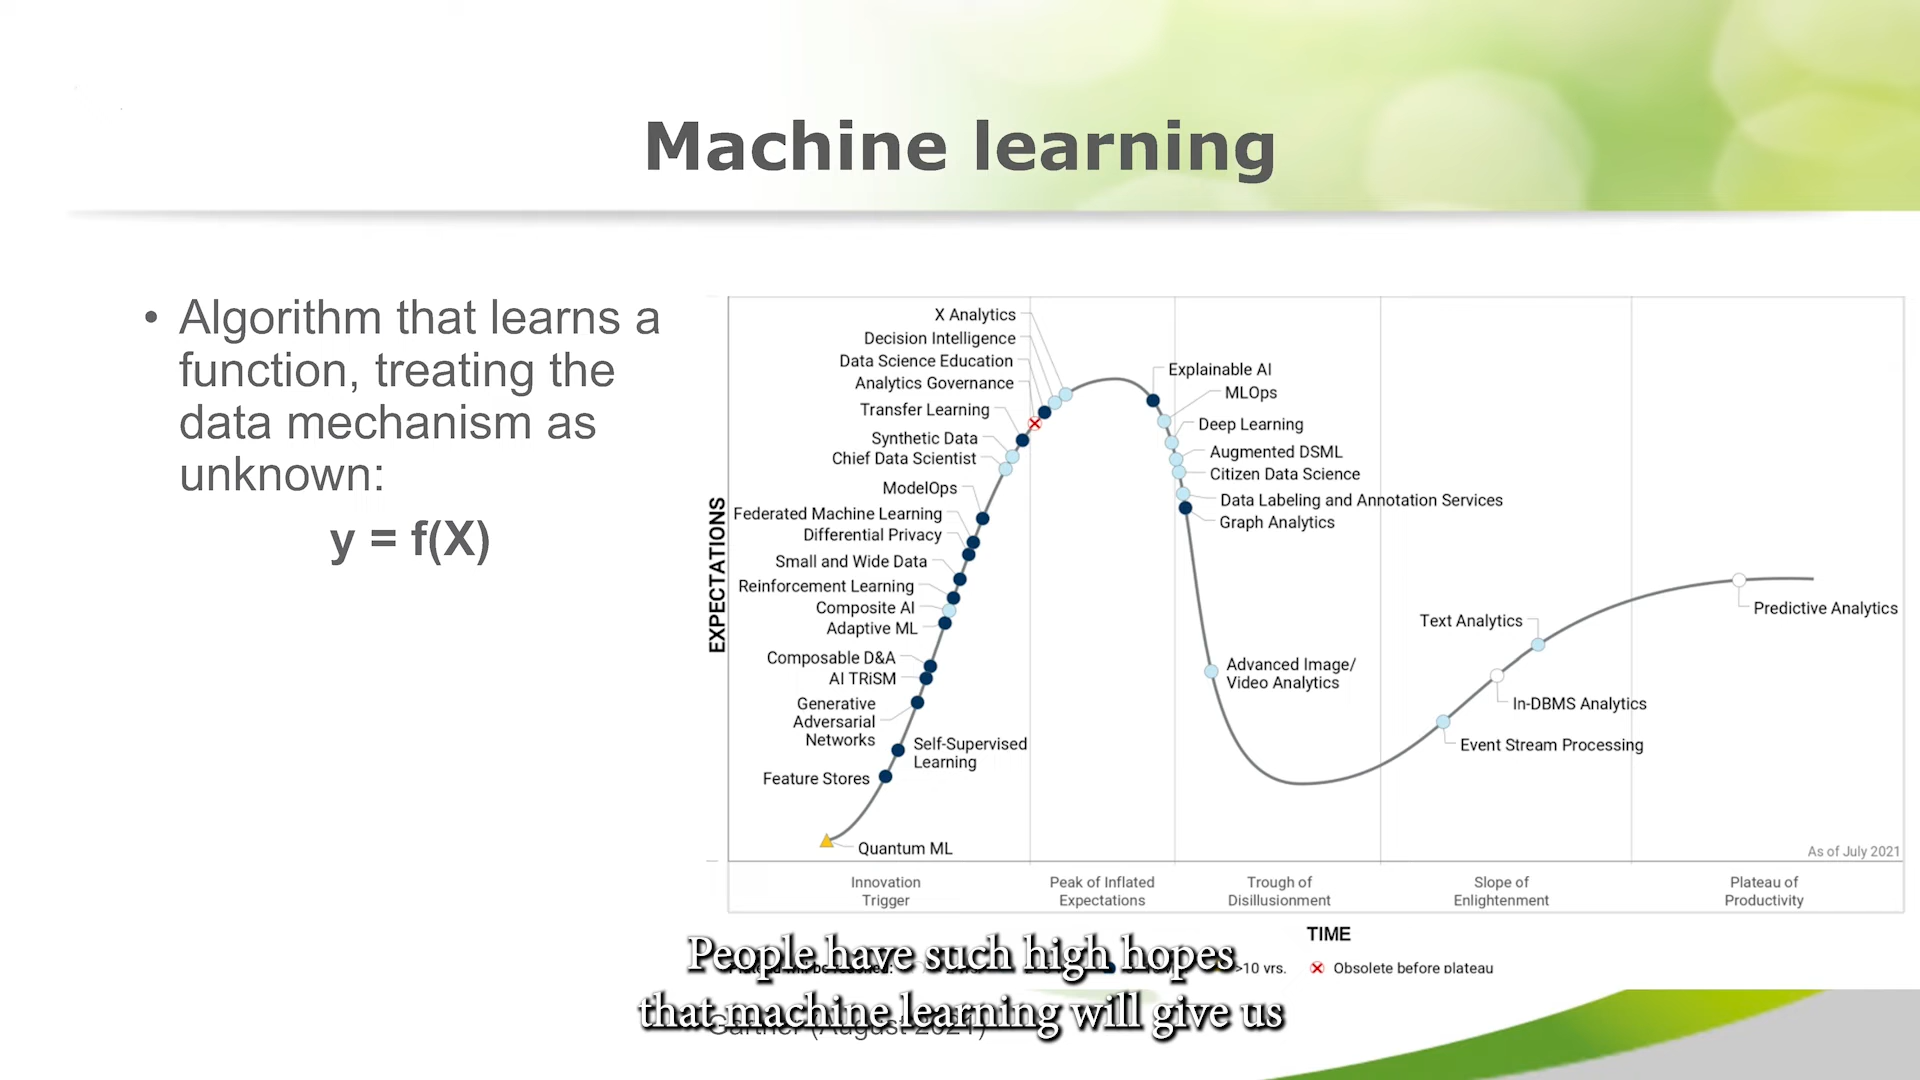 Machine learning
• Algorithm that learns a
function, treating the
data mechanism as
unknown:
y = f(X)
EXPECTATIONS
X Analytics
Decision Intelligence
Data Science Education
Analytics Governance
Transfer Learning
Synthetic Data
Chief Data Scientist
ModelOps
Federated Machine Learning
Differential Privacy
Small and Wide Data
Reinforcement Learning
Composite AI
Adaptive ML
Composable D&A
AI TRiSM
Generative
Adversarial
Networks
Self-Supervised
Learning
Feature Stores
Quantum ML
Explainable AI
MLOps
Deep Learning
Augmented DSML
Citizen Data Science
Data Labeling and Annotation Services
Graph Analytics
Advanced Image/
Video Analytics
Text Analytics
In-DBMS Analytics
Event Stream Processing
Predictive Analytics
As of July 2021
Innovation
Trigger
Peak of Inflated
Expectations
Trough of
Disillusionment
Slope of
Enlightenment
Plateau of
Productivity
TIME
>10 yrs.
Obsolete before plateau
People have such high hopes
that machine learning will give us
Gartner (August 2021)